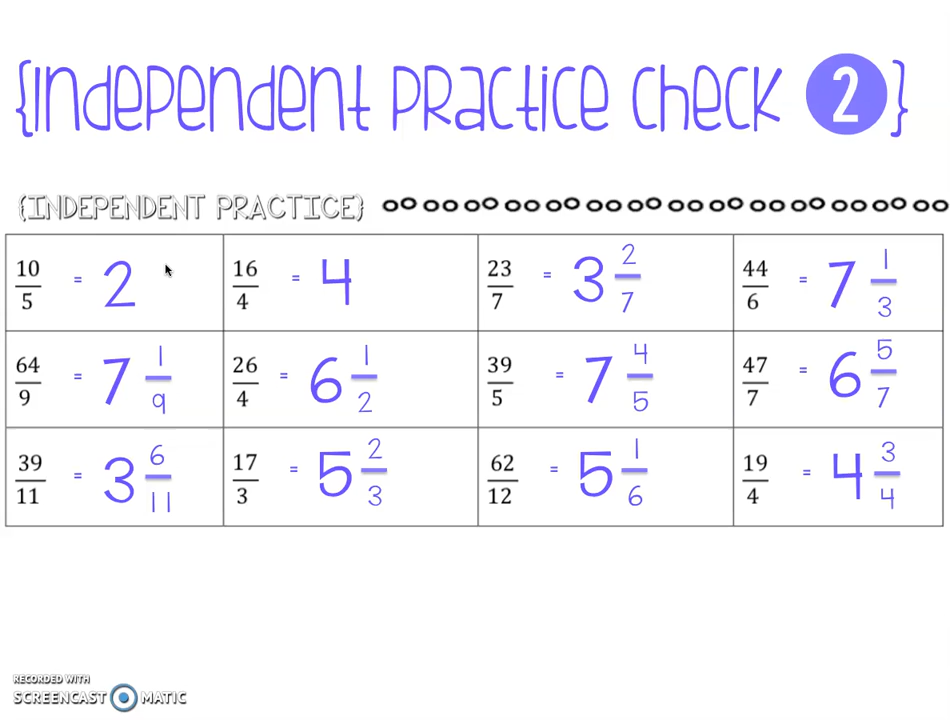 {Independent Practice Check 2}
{INDEPENDENT PRACTICE}
10/5 = 2 16/4 = 4 23/7 = 3 2/7 44/6 = 7 1/3
64/9 = 7 1/9 26/4 = 6 1/2 39/5 = 7 4/5 47/7 = 6 5/7
39/11 = 3 6/11 17/3 = 5 2/3 62/12 = 5 1/6 19/4 = 4 3/4
RECORDED WITH
SCREENCAST MATIC